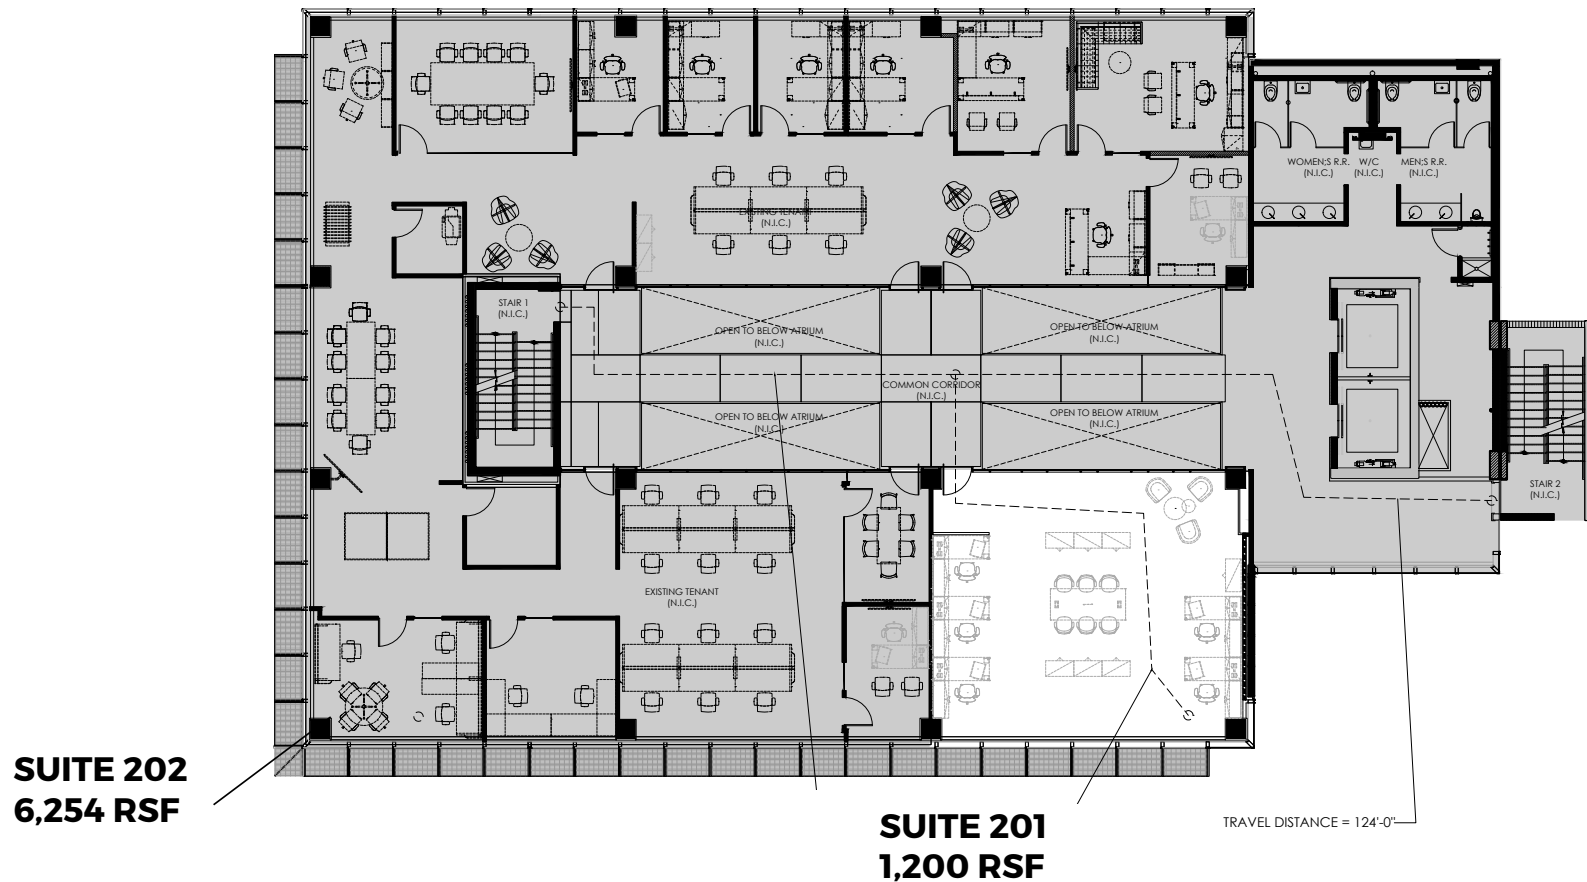 WOMEN;S R.R.
(N.I.C.)
W/C
(N.I.C.)
MEN;S R.R.
(N.I.C.)
EXISTING TENANT
(N.I.C.)
STAIR 1
(N.I.C.)
OPEN TO BELOW ATRIUM
(N.I.C.)
OPEN TO BELOW ATRIUM
(N.I.C.)
COMMON CORRIDOR
(N.I.C.)
OPEN TO BELOW ATRIUM
(N.I.C.)
OPEN TO BELOW ATRIUM
(N.I.C.)
STAIR 2
(N.I.C.)
EXISTING TENANT
(N.I.C.)
SUITE 202
6,254 RSF
SUITE 201
1,200 RSF
TRAVEL DISTANCE = 124'-0"